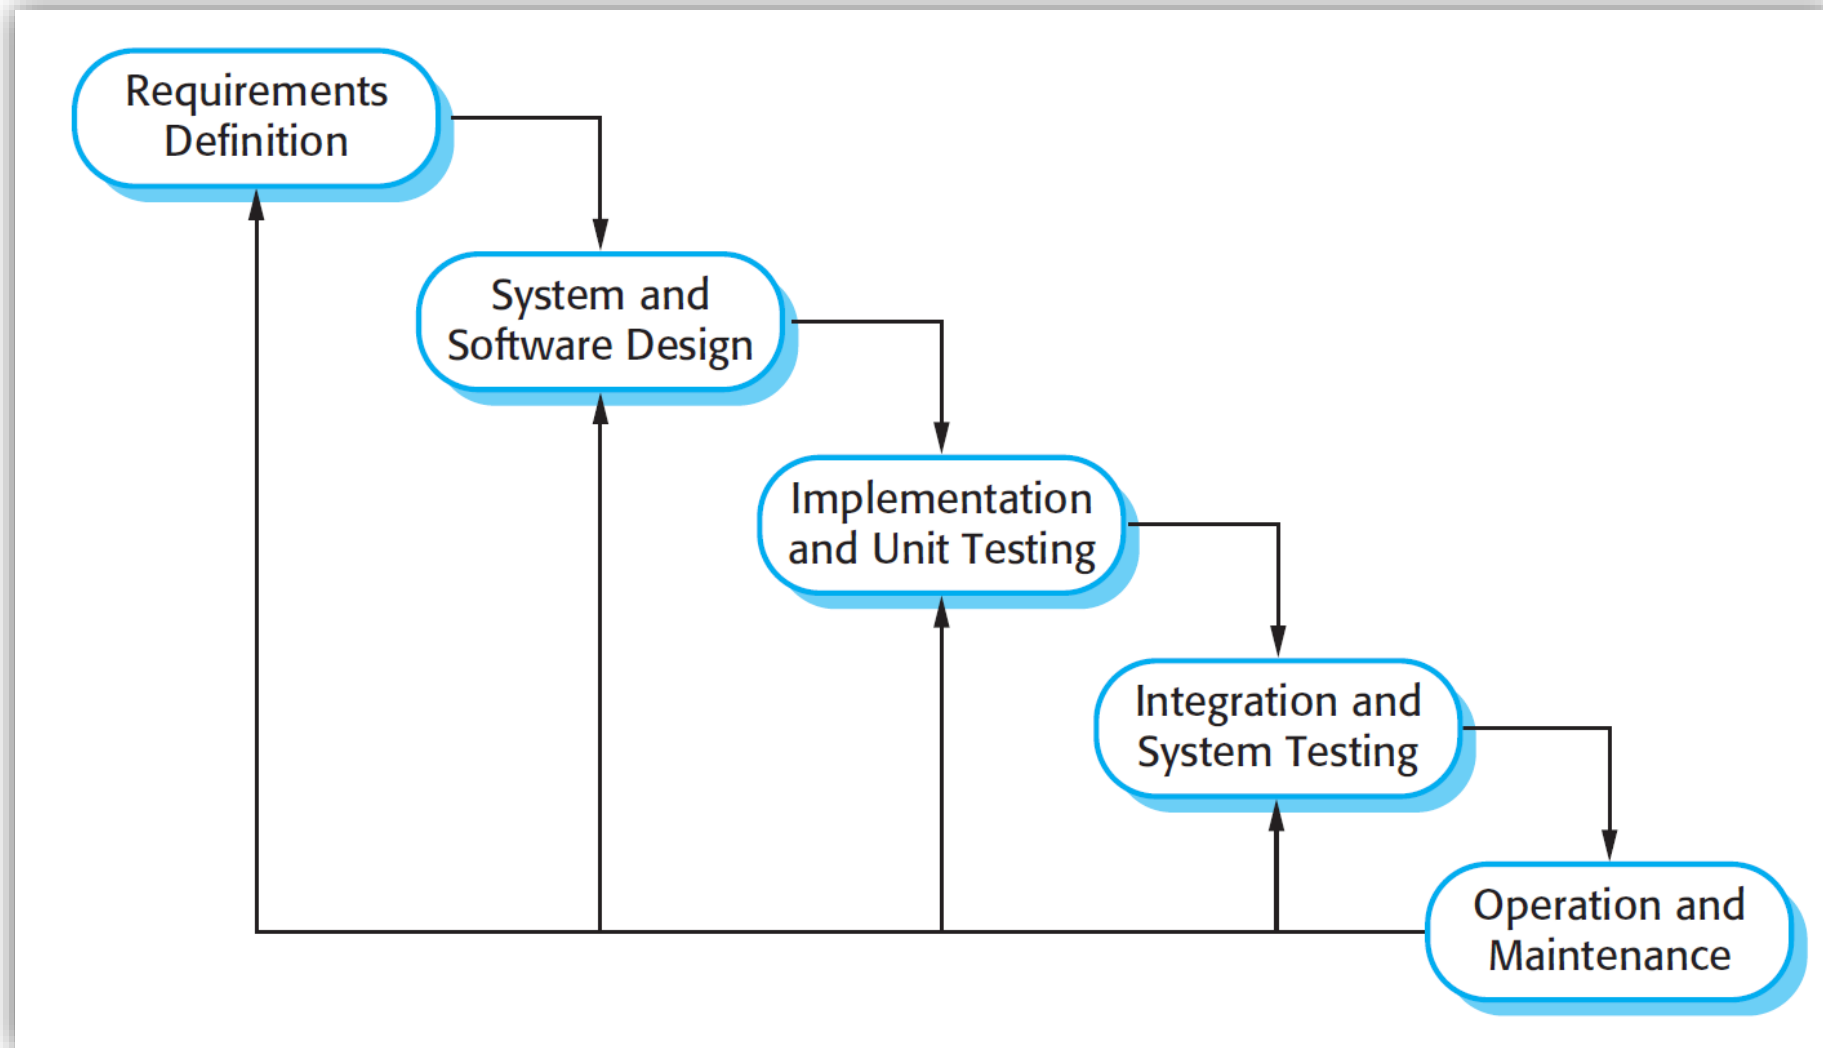 Requirements
Definition
System and
Software Design
Implementation
and Unit Testing
Integration and
System Testing
Operation and
Maintenance